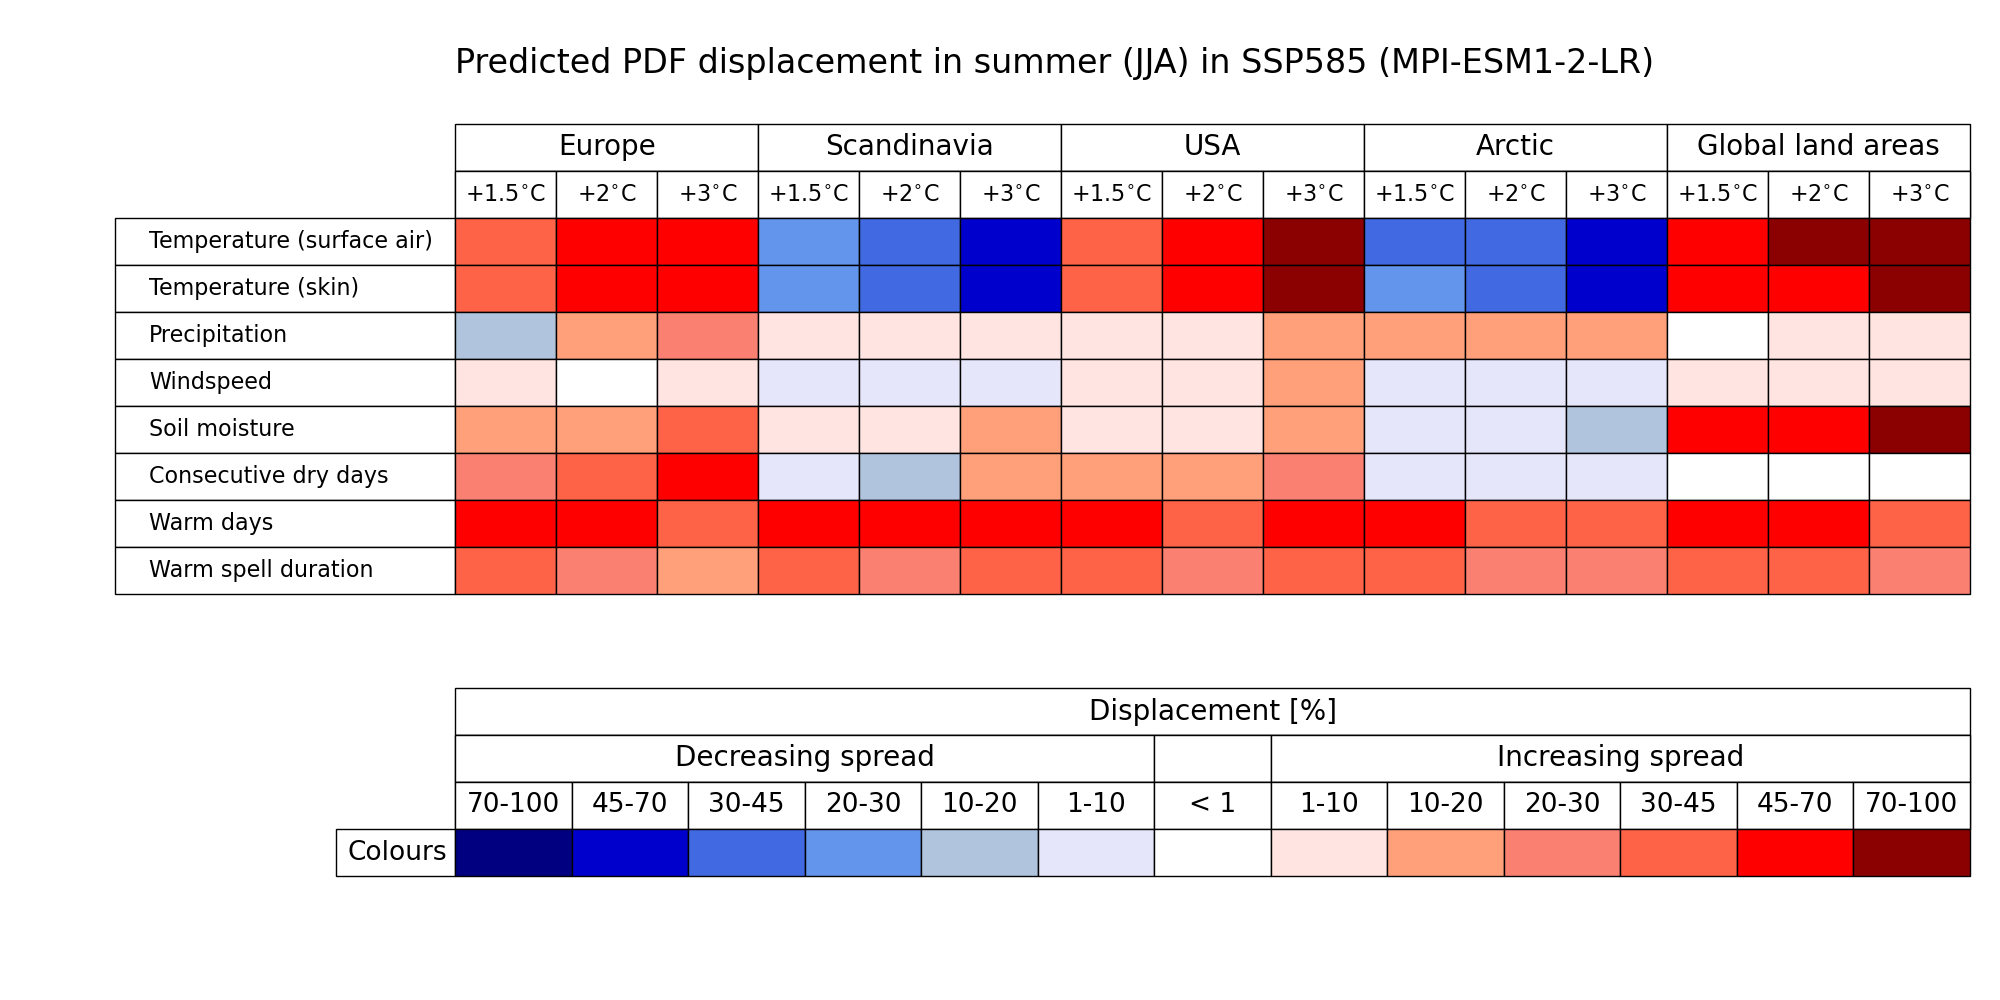 Predicted PDF displacement in summer (JJA) in SSP585 (MPI-ESM1-2-LR)
Europe Scandinavia USA Arctic Global land areas
+1.5°C +2°C +3°C +1.5°C +2°C +3°C +1.5°C +2°C +3°C +1.5°C +2°C +3°C +1.5°C +2°C +3°C
Temperature (surface air)
Temperature (skin)
Precipitation
Windspeed
Soil moisture
Consecutive dry days
Warm days
Warm spell duration
Displacement [%]
Decreasing spread Increasing spread
70-100 45-70 30-45 20-30 10-20 1-10 < 1 1-10 10-20 20-30 30-45 45-70 70-100
Colours